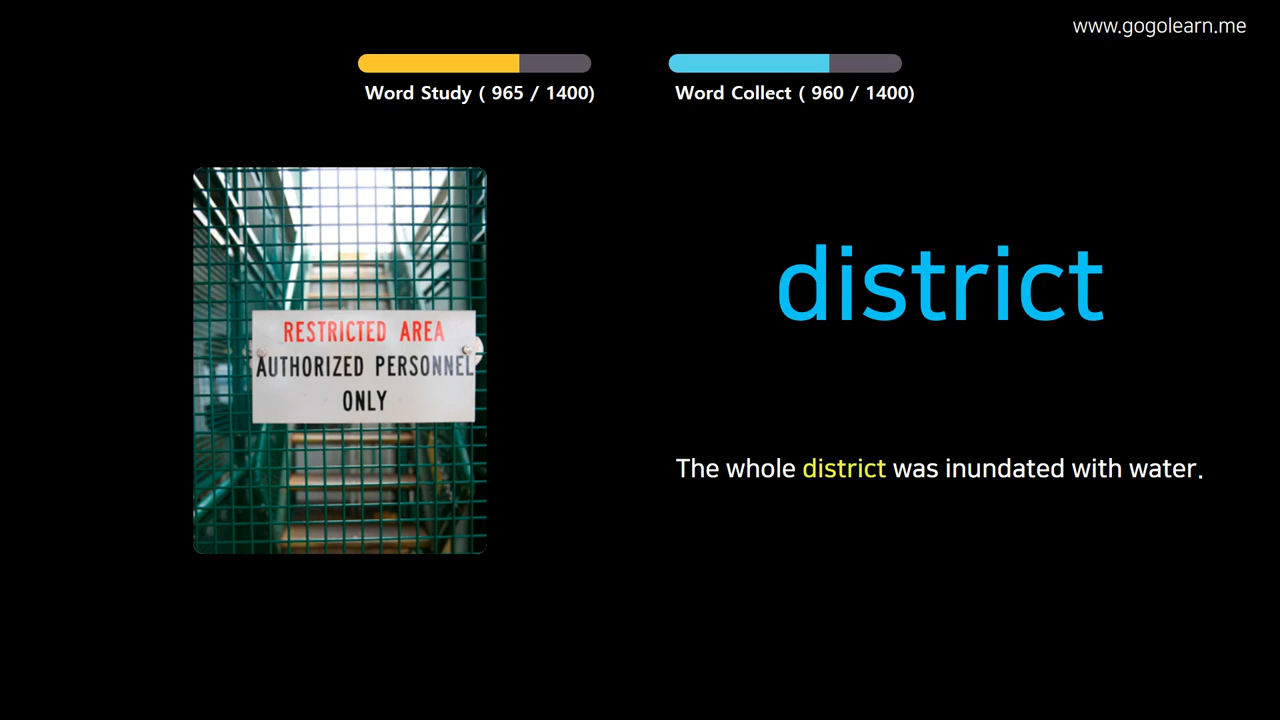 www.gogolearn.me
Word Study ( 965 / 1400)
Word Collect ( 960 / 1400)
RESTRICTED AREA
AUTHORIZED PERSONNEL
ONLY
district
The whole district was inundated with water.